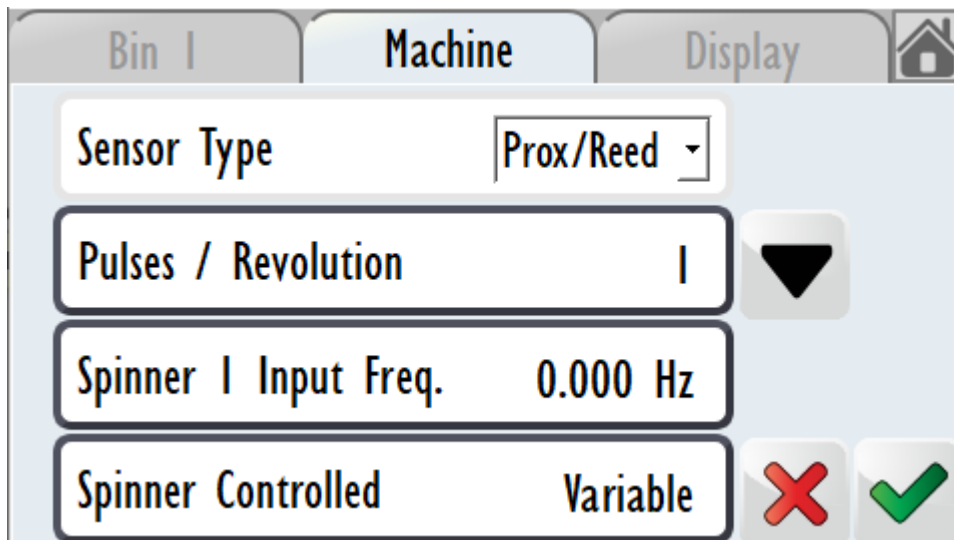 Bin 1 Machine Display
Sensor Type Prox/Reed
Pulses / Revolution 1
Spinner 1 Input Freq. 0.000 Hz
Spinner Controlled Variable